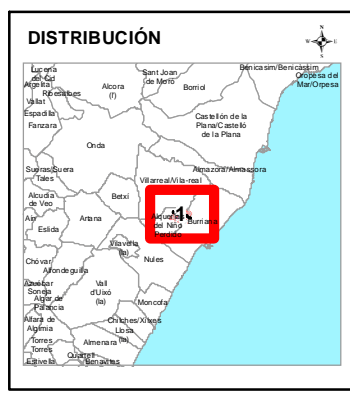 DISTRIBUCIÓN
N
W
E
S
Lucena
del Cid
Argelita
Ribesalbes
Vallat
Espadilla
Fanzara
Alcora
(l')
Sant Joan
de Moró
Borriol
Benicasim/Benicàssim
Oropesa del
Mar/Orpesa
Castellón de la
Plana/Castelló
de la Plana
Onda
Almazora/Almassora
Villarreal/Vila-real
Sueras/Suera
Tales
Alcudia
de Veo
Betxí
Artana
Aín
Eslida
1
Alquerías
del Niño
Perdido
Burriana
Vilavella
(la)
Nules
Chóvar
Alfondeguilla
Azuébar
Soneja
Algar de
Palancia
Vall
d'Uixó
(la)
Moncofa
Alfara de
Algimia
Chilches/Xilxes
Llosa
(la)
Almenara
Torres
Torres
Estivella
Quartell
Benavites